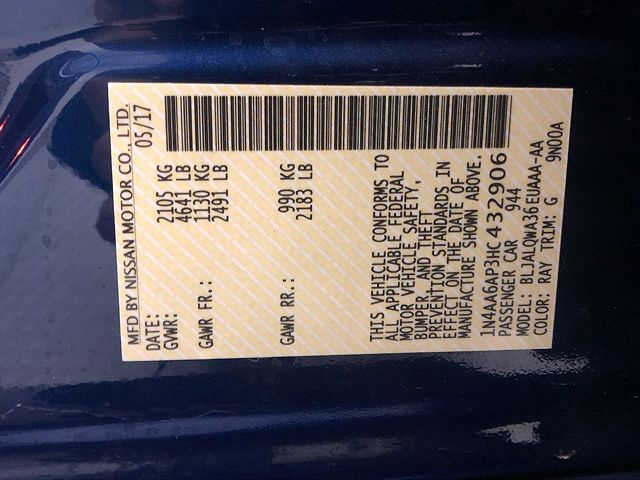 MFD BY NISSAN MOTOR CO., LTD.
DATE: 05/17
GVWR: 2105 KG
4641 LB
GAWR FR.: 1130 KG
2491 LB
GAWR RR.: 990 KG
2183 LB
THIS VEHICLE CONFORMS TO
ALL APPLICABLE FEDERAL
MOTOR VEHICLE SAFETY,
BUMPER, AND THEFT
PREVENTION STANDARDS IN
EFFECT ON THE DATE OF
MANUFACTURE SHOWN ABOVE.
1N4AA6AP3HC432906
PASSENGER CAR 944
MODEL: BLJALQWA36EUAAA-AA
COLOR: RAY TRIM: G 9N00A